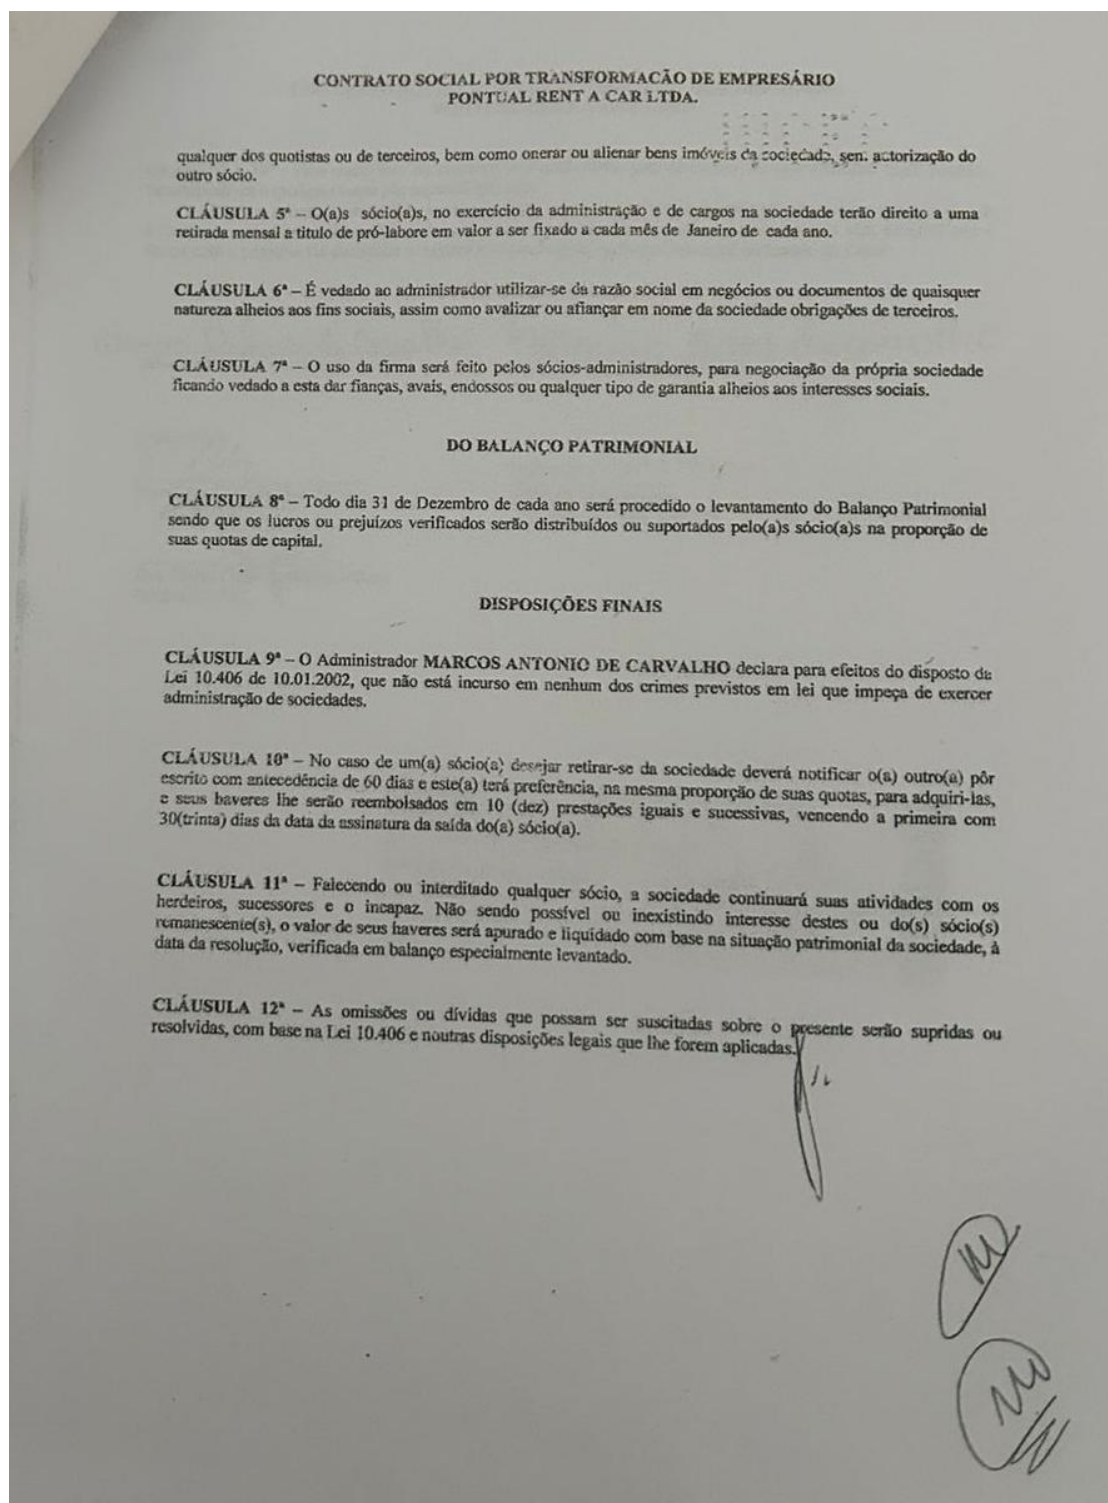 CONTRATO SOCIAL POR TRANSFORMACÃO DE EMPRESÁRIO
PONTUAL RENT A CAR LTDA.
qualquer dos quotistas ou de terceiros, bem como onerar ou alienar bens imóveis da sociedade, sem autorização do
outro sócio.
CLÁUSULA 5ª – O(a)s sócio(a)s, no exercício da administração e de cargos na sociedade terão direito a uma
retirada mensal a titulo de pró-labore em valor a ser fixado a cada mês de Janeiro de cada ano.
CLÁUSULA 6ª – É vedado ao administrador utilizar-se da razão social em negócios ou documentos de quaisquer
natureza alheios aos fins sociais, assim como avalizar ou afiançar em nome da sociedade obrigações de terceiros.
CLÁUSULA 7ª – O uso da firma será feito pelos sócios-administradores, para negociação da própria sociedade
ficando vedado a esta dar fianças, avais, endossos ou qualquer tipo de garantia alheios aos interesses sociais.
DO BALANÇO PATRIMONIAL
CLÁUSULA 8ª – Todo dia 31 de Dezembro de cada ano será procedido o levantamento do Balanço Patrimonial
sendo que os lucros ou prejuízos verificados serão distribuídos ou suportados pelo(a)s sócio(a)s na proporção de
suas quotas de capital.
DISPOSIÇÕES FINAIS
CLÁUSULA 9ª – O Administrador MARCOS ANTONIO DE CARVALHO declara para efeitos do disposto da
Lei 10.406 de 10.01.2002, que não está incurso em nenhum dos crimes previstos em lei que impeça de exercer
administração de sociedades.
CLÁUSULA 10ª – No caso de um(a) sócio(a) desejar retirar-se da sociedade deverá notificar o(a) outro(a) pôr
escrito com antecedência de 60 dias e este(a) terá preferência, na mesma proporção de suas quotas, para adquiri-las,
e seus haveres lhe serão reembolsados em 10 (dez) prestações iguais e sucessivas, vencendo a primeira com
30(trinta) dias da data da assinatura da saída do(a) sócio(a).
CLÁUSULA 11ª – Falecendo ou interditado qualquer sócio, a sociedade continuará suas atividades com os
herdeiros, sucessores e o incapaz. Não sendo possível ou inexistindo interesse destes ou do(s) sócio(s)
remanescente(s), o valor de seus haveres será apurado e liquidado com base na situação patrimonial da sociedade, à
data da resolução, verificada em balanço especialmente levantado.
CLÁUSULA 12ª – As omissões ou dívidas que possam ser suscitadas sobre o presente serão supridas ou
resolvidas, com base na Lei 10.406 e noutras disposições legais que lhe forem aplicadas.